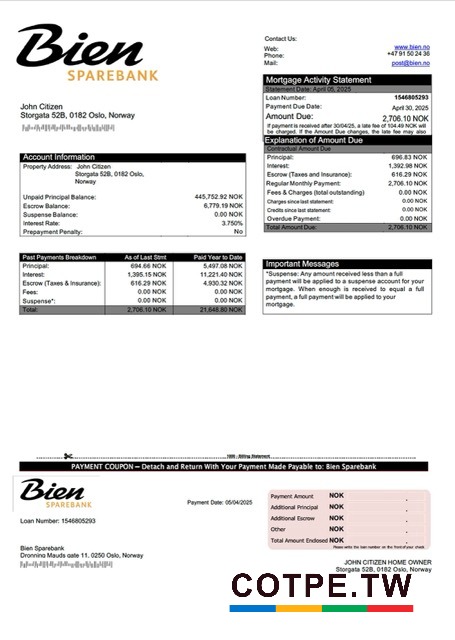 Bien
SPAREBANK
Contact Us:
Web: www.bien.no
Phone: +47 91 50 24 36
Mail: post@bien.no
John Citizen
Storgata 52B, 0182 Oslo, Norway
Mortgage Activity Statement
Statement Date: April 05, 2025
Loan Number: 1546805293
Payment Due Date: April 30, 2025
Amount Due: 2,706.10 NOK
If payment is received after 30/04/25, a late fee of 104.49 NOK will
be charged. If the Amount Due changes, the late fee may also
Explanation of Amount Due
Contractual Amount Due
Principal: 696.83 NOK
Interest: 1,392.98 NOK
Escrow (Taxes and Insurance): 616.29 NOK
Regular Monthly Payment: 2,706.10 NOK
Fees & Charges (total outstanding) 0.00 NOK
Charges since last statement: 0.00 NOK
Credits since last statement: 0.00 NOK
Overdue Payment: 0.00 NOK
Total Amount Due: 2,706.10 NOK
Account Information
Property Address: John Citizen
Storgata 52B, 0182 Oslo,
Norway
Unpaid Principal Balance: 445,752.92 NOK
Escrow Balance: 6,779.19 NOK
Suspense Balance: 0.00 NOK
Interest Rate: 3.750%
Prepayment Penalty: No
Past Payments Breakdown As of Last Stmt Paid Year to Date
Principal: 694.66 NOK 5,497.08 NOK
Interest: 1,395.15 NOK 11,221.40 NOK
Escrow (Taxes & Insurance): 616.29 NOK 4,930.32 NOK
Fees: 0.00 NOK 0.00 NOK
Suspense*: 0.00 NOK 0.00 NOK
Total: 2,706.10 NOK 21,648.80 NOK
Important Messages
*Suspense: Any amount received less than a full
payment will be applied to a suspense account for your
mortgage. When enough is received to equal a full
payment, a full payment will be applied to your
mortgage.
- Billing Statement
PAYMENT COUPON – Detach and Return With Your Payment Made Payable to: Bien Sparebank
Bien
SPAREBANK
Payment Date: 05/04/2025
Loan Number: 1546805293
Payment Amount NOK .
Additional Principal NOK .
Additional Escrow NOK .
Other NOK .
Total Amount Endosed NOK .
Please write the loan number on the front of your check
Bien Sparebank
Dronning Mauds gate 11, 0250 Oslo, Norway
JOHN CITIZEN HOME OWNER
Storgata 52B, 0182 Oslo, Norway
COTPE.TW